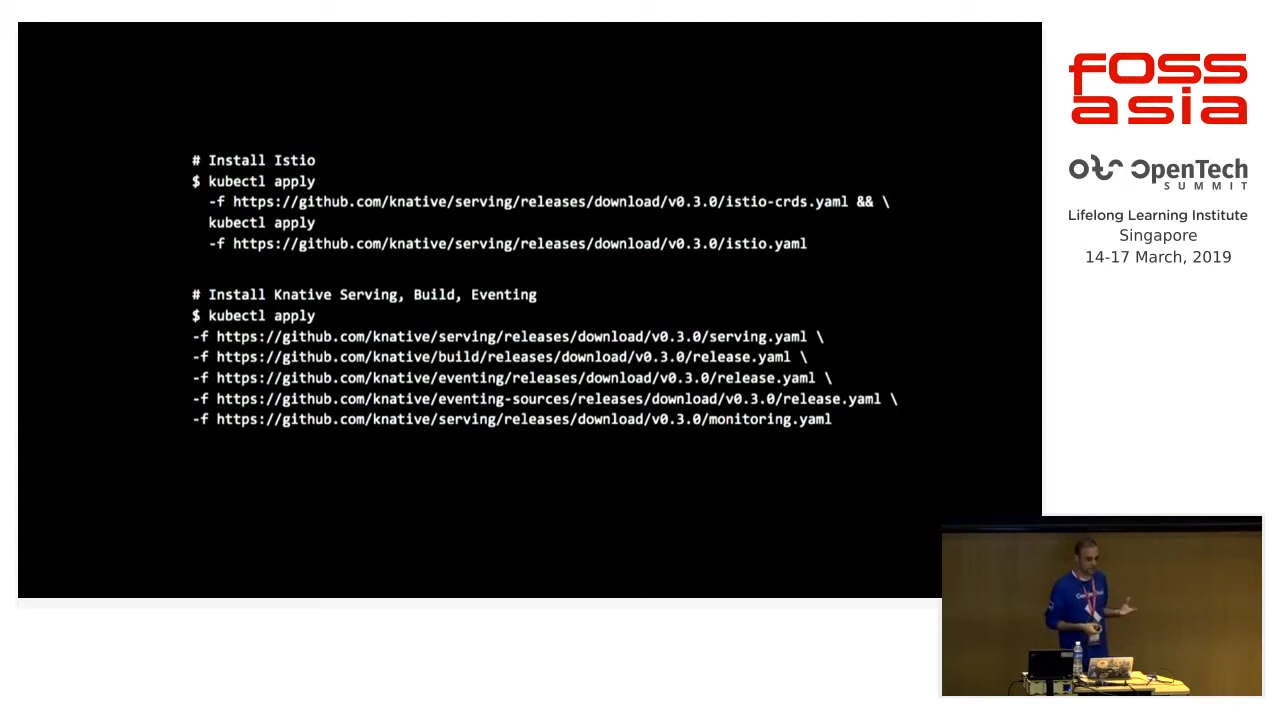 # Install Istio
$ kubectl apply
-f https://github.com/knative/serving/releases/download/v0.3.0/istio-crds.yaml && \
kubectl apply
-f https://github.com/knative/serving/releases/download/v0.3.0/istio.yaml
# Install Knative Serving, Build, Eventing
$ kubectl apply
-f https://github.com/knative/serving/releases/download/v0.3.0/serving.yaml \
-f https://github.com/knative/build/releases/download/v0.3.0/release.yaml \
-f https://github.com/knative/eventing/releases/download/v0.3.0/release.yaml \
-f https://github.com/knative/eventing-sources/releases/download/v0.3.0/release.yaml \
-f https://github.com/knative/serving/releases/download/v0.3.0/monitoring.yaml
foss
asia
OpenTech
SUMMIT
Lifelong Learning Institute
Singapore
14-17 March, 2019